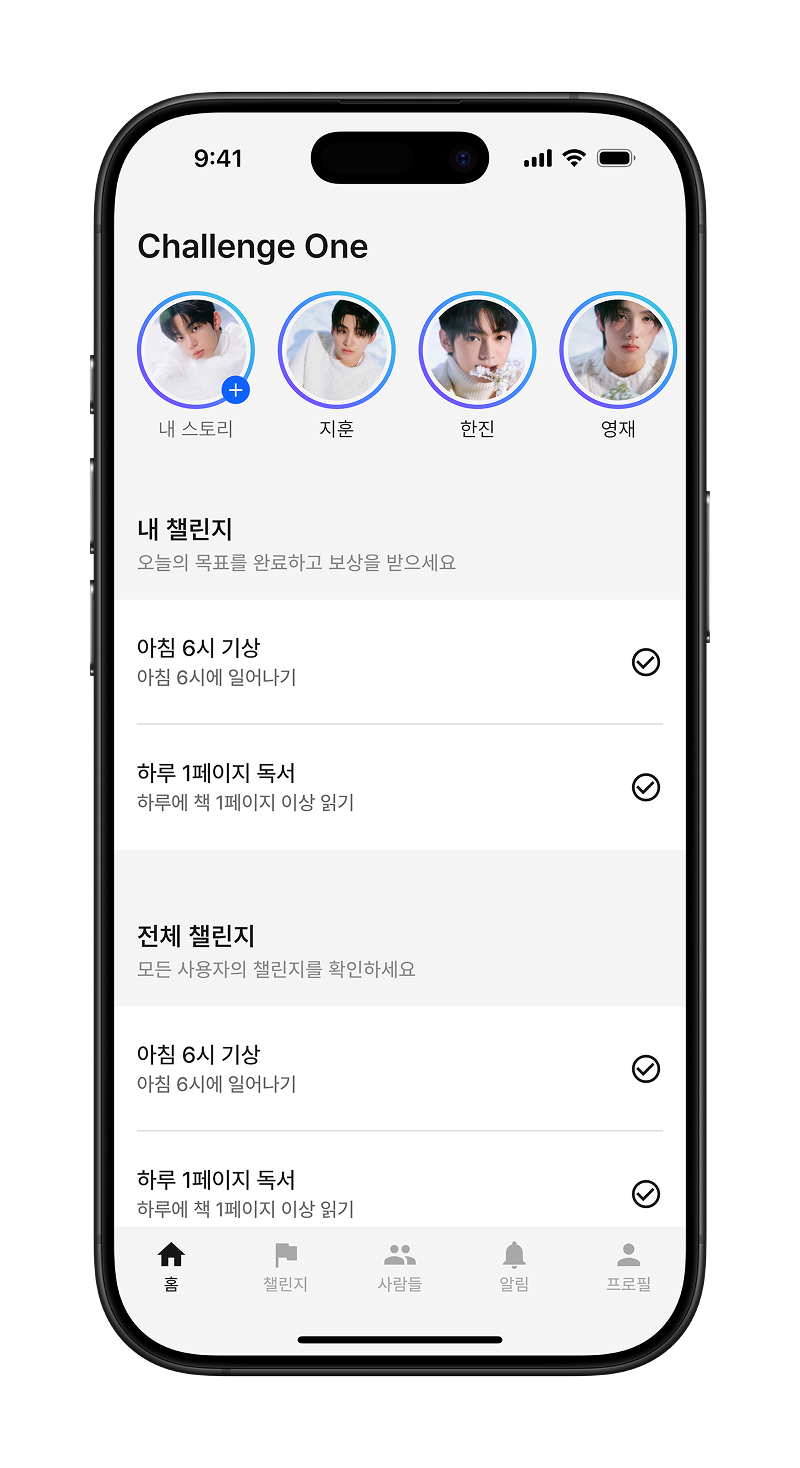 9:41
Challenge One
내 스토리
지훈
한진
영재
내 챌린지
오늘의 목표를 완료하고 보상을 받으세요
아침 6시 기상
아침 6시에 일어나기
하루 1페이지 독서
하루에 책 1페이지 이상 읽기
전체 챌린지
모든 사용자의 챌린지를 확인하세요
아침 6시 기상
아침 6시에 일어나기
하루 1페이지 독서
하루에 책 1페이지 이상 읽기
홈
챌린지
사람들
알림
프로필